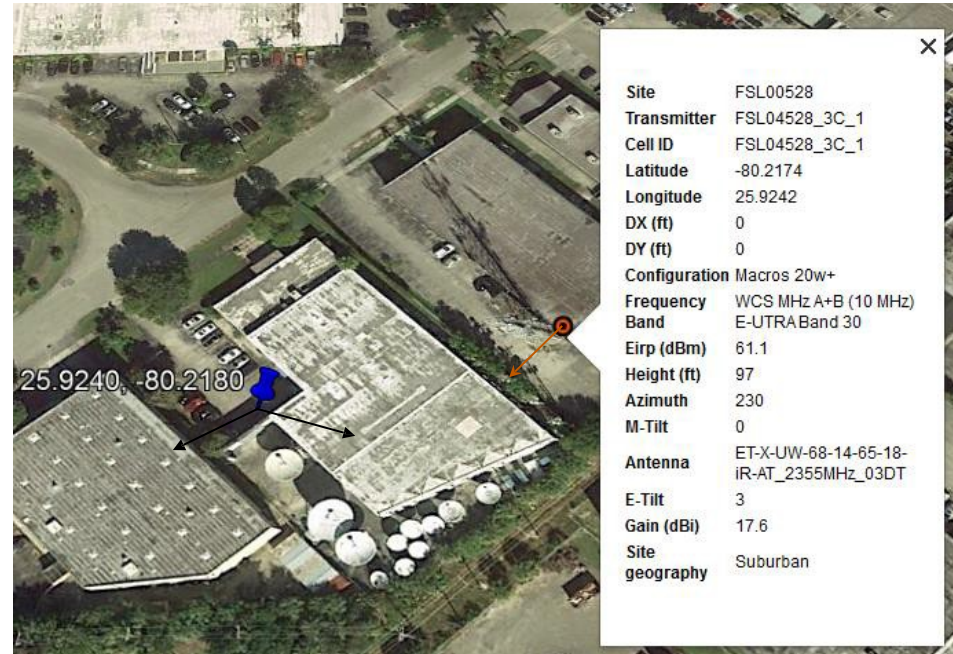 25.9240, -80.2180
Site FSL00528
Transmitter FSL04528_3C_1
Cell ID FSL04528_3C_1
Latitude -80.2174
Longitude 25.9242
DX (ft) 0
DY (ft) 0
Configuration Macros 20w+
Frequency WCS MHz A+B (10 MHz)
Band E-UTRA Band 30
Eirp (dBm) 61.1
Height (ft) 97
Azimuth 230
M-Tilt 0
Antenna ET-X-UW-68-14-65-18-
iR-AT_2355MHz_03DT
E-Tilt 3
Gain (dBi) 17.6
Site
geography Suburban